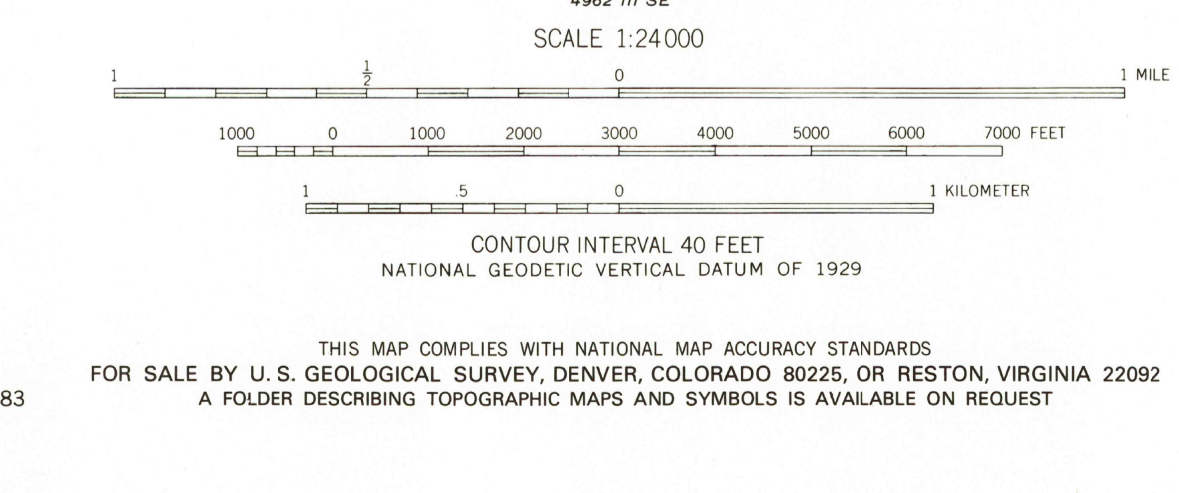 4962 III SE
SCALE 1:24000
1 1/2 0 1 MILE
1000 0 1000 2000 3000 4000 5000 6000 7000 FEET
1 .5 0 1 KILOMETER
CONTOUR INTERVAL 40 FEET
NATIONAL GEODETIC VERTICAL DATUM OF 1929
THIS MAP COMPLIES WITH NATIONAL MAP ACCURACY STANDARDS
FOR SALE BY U. S. GEOLOGICAL SURVEY, DENVER, COLORADO 80225, OR RESTON, VIRGINIA 22092
83 A FOLDER DESCRIBING TOPOGRAPHIC MAPS AND SYMBOLS IS AVAILABLE ON REQUEST